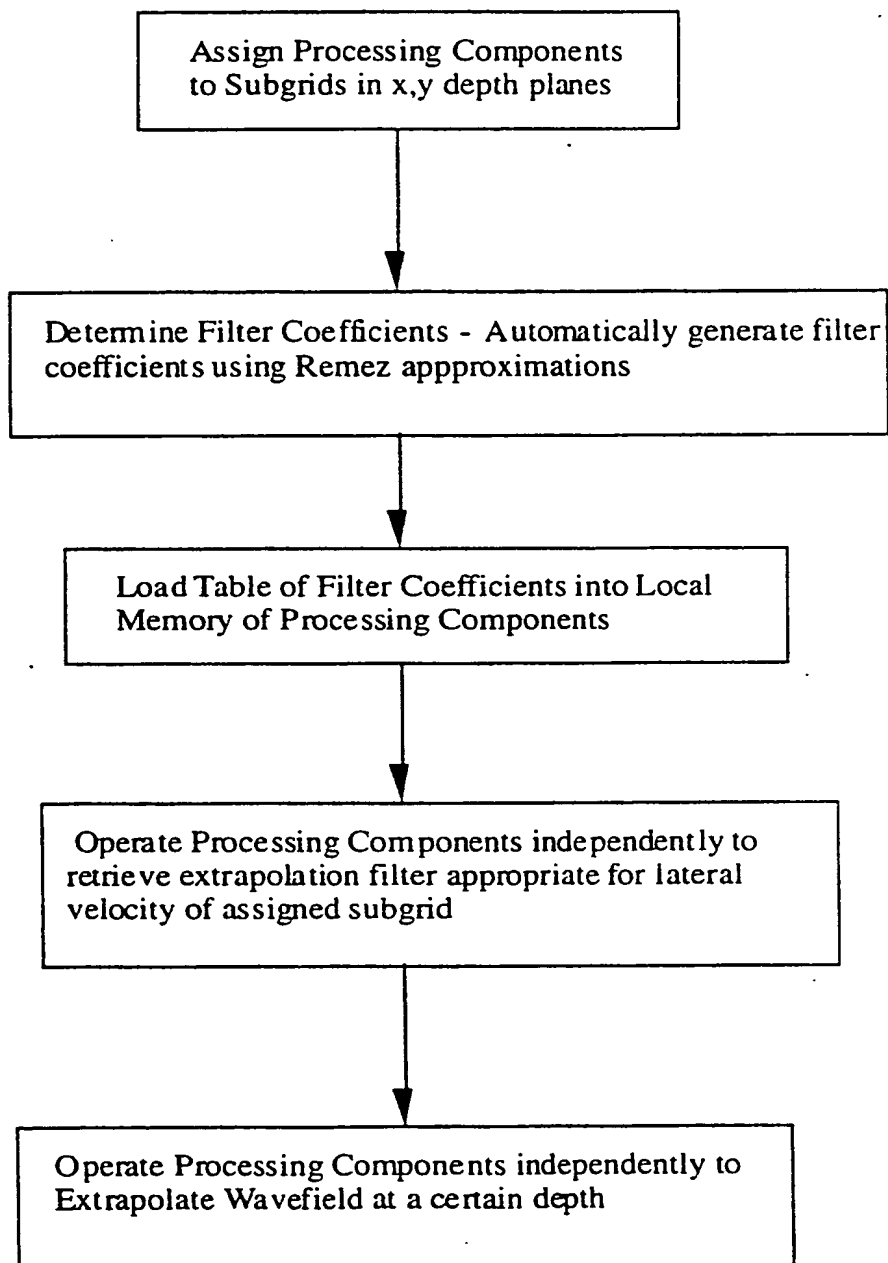 Assign Processing Components
to Subgrids in x,y depth planes
Determine Filter Coefficients - Automatically generate filter
coefficients using Remez appproximations
Load Table of Filter Coefficients into Local
Memory of Processing Components
Operate Processing Components independently to
retrieve extrapolation filter appropriate for lateral
velocity of assigned subgrid
Operate Processing Components independently to
Extrapolate Wavefield at a certain depth